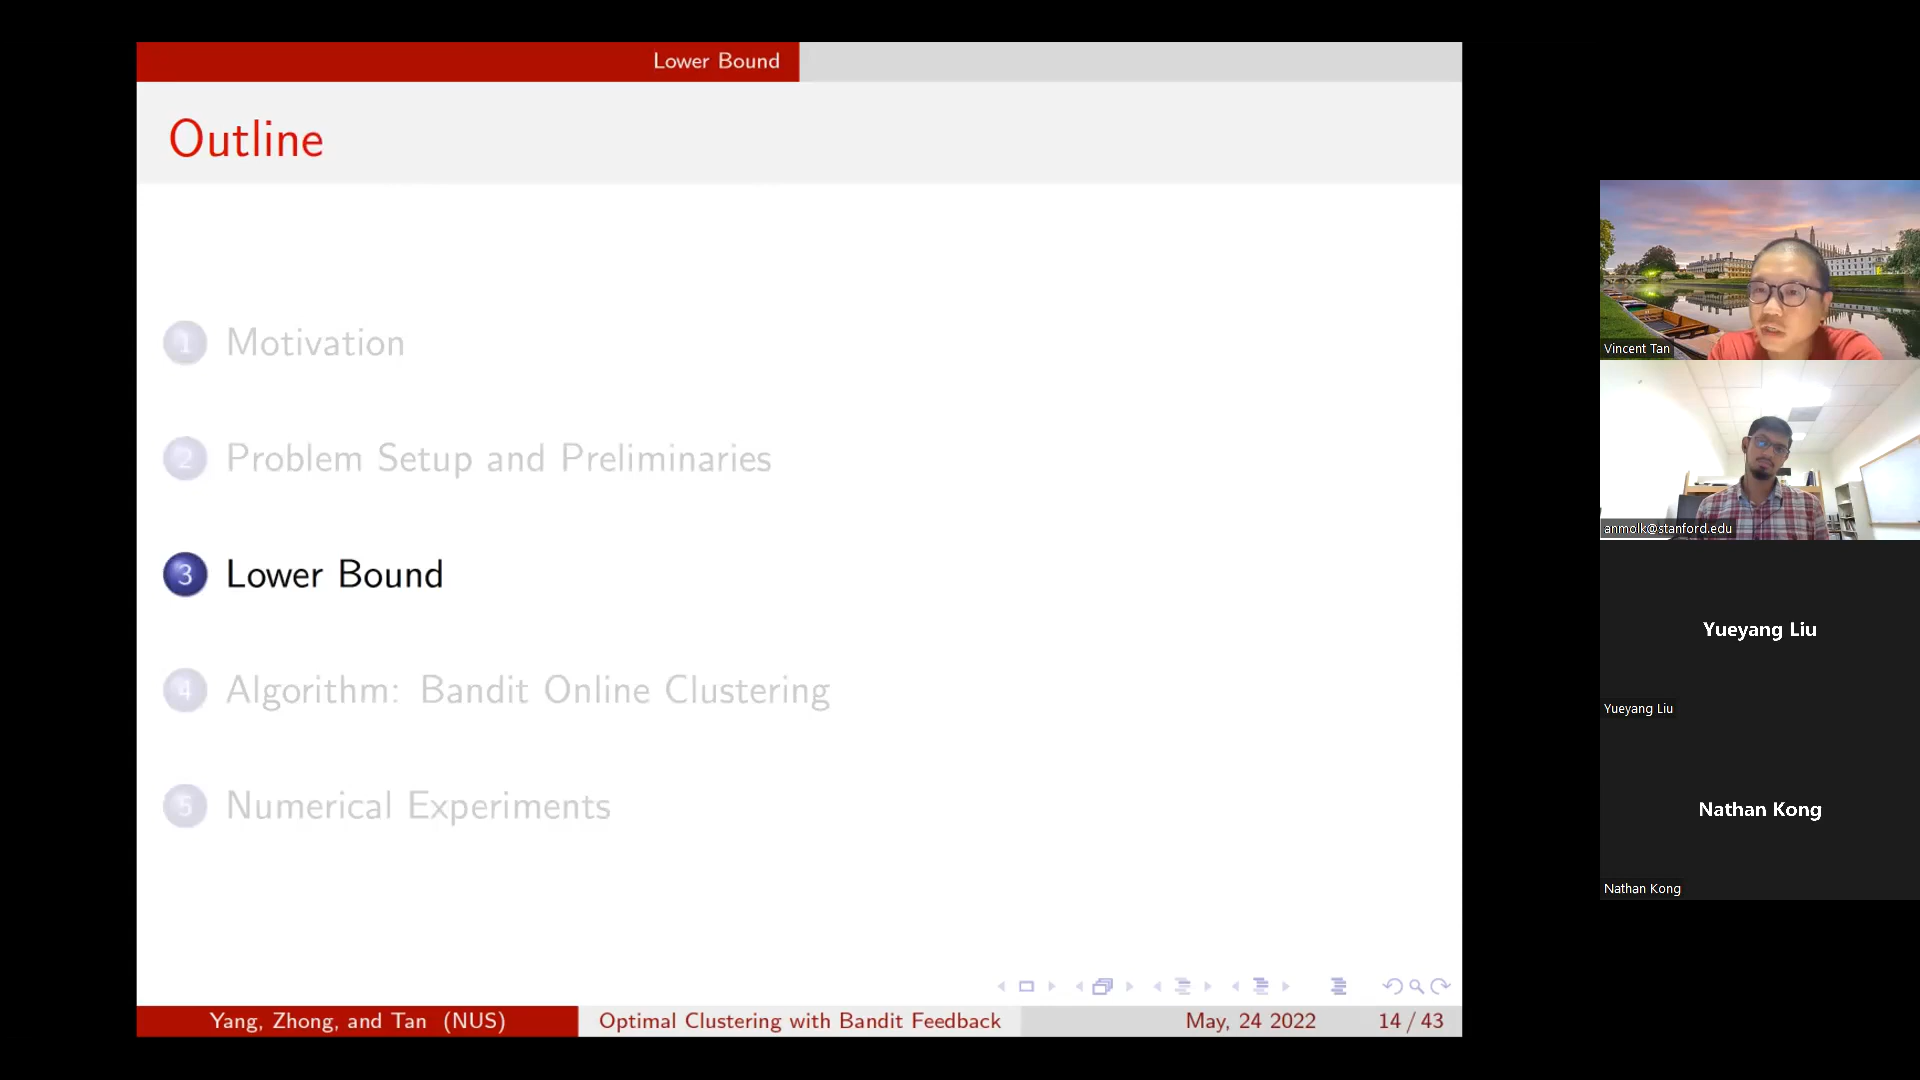 Lower Bound
Outline
1 Motivation
2 Problem Setup and Preliminaries
3 Lower Bound
4 Algorithm: Bandit Online Clustering
5 Numerical Experiments
Yang, Zhong, and Tan (NUS)
Optimal Clustering with Bandit Feedback
May, 24 2022
14 / 43
Vincent Tan
anmolk@stanford.edu
Yueyang Liu
Yueyang Liu
Nathan Kong
Nathan Kong